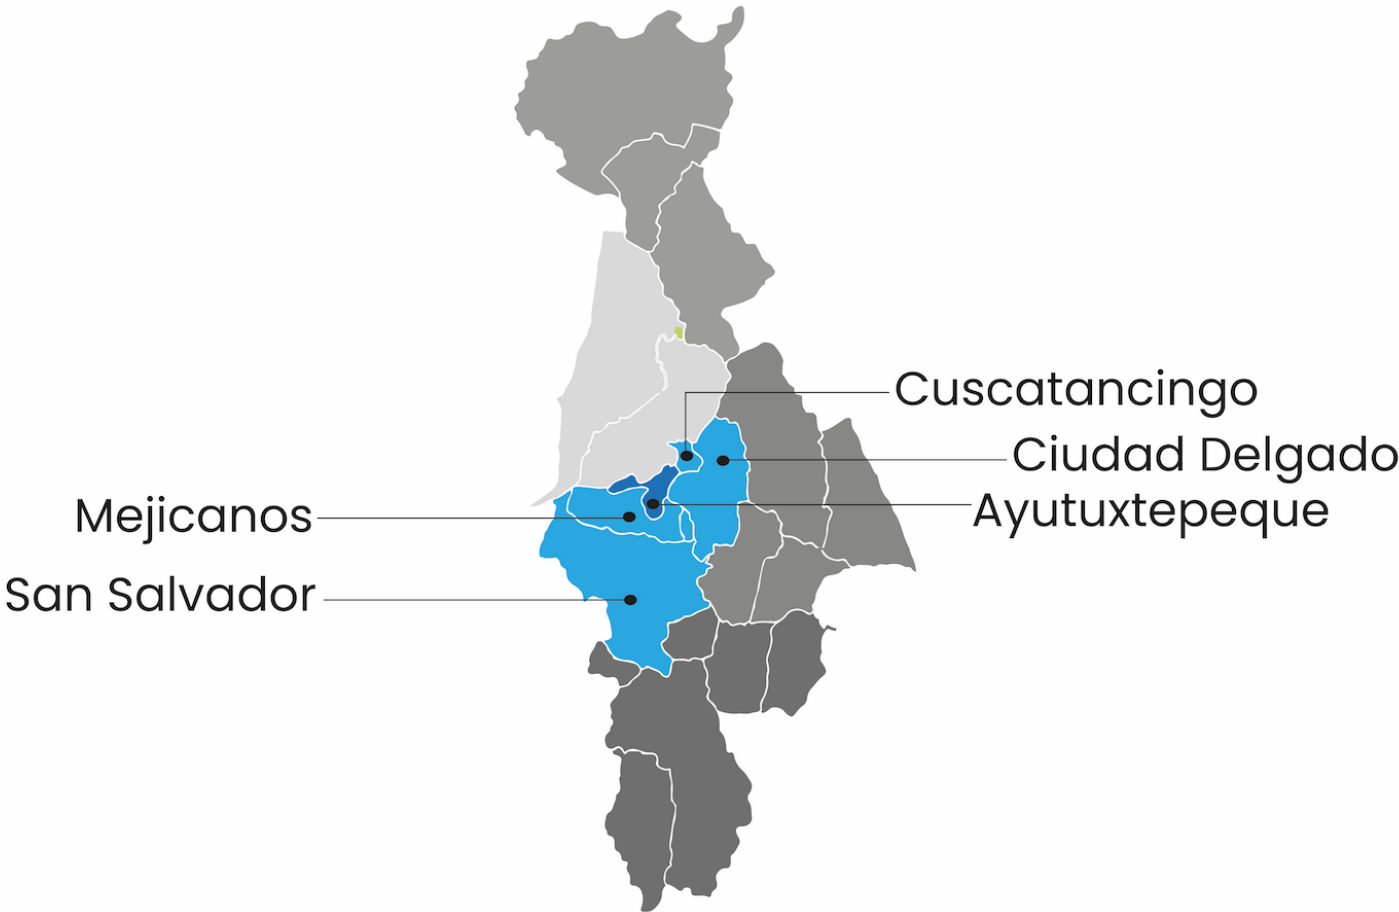 Cuscatancingo
Ciudad Delgado
Ayutuxtepeque
Mejicanos
San Salvador